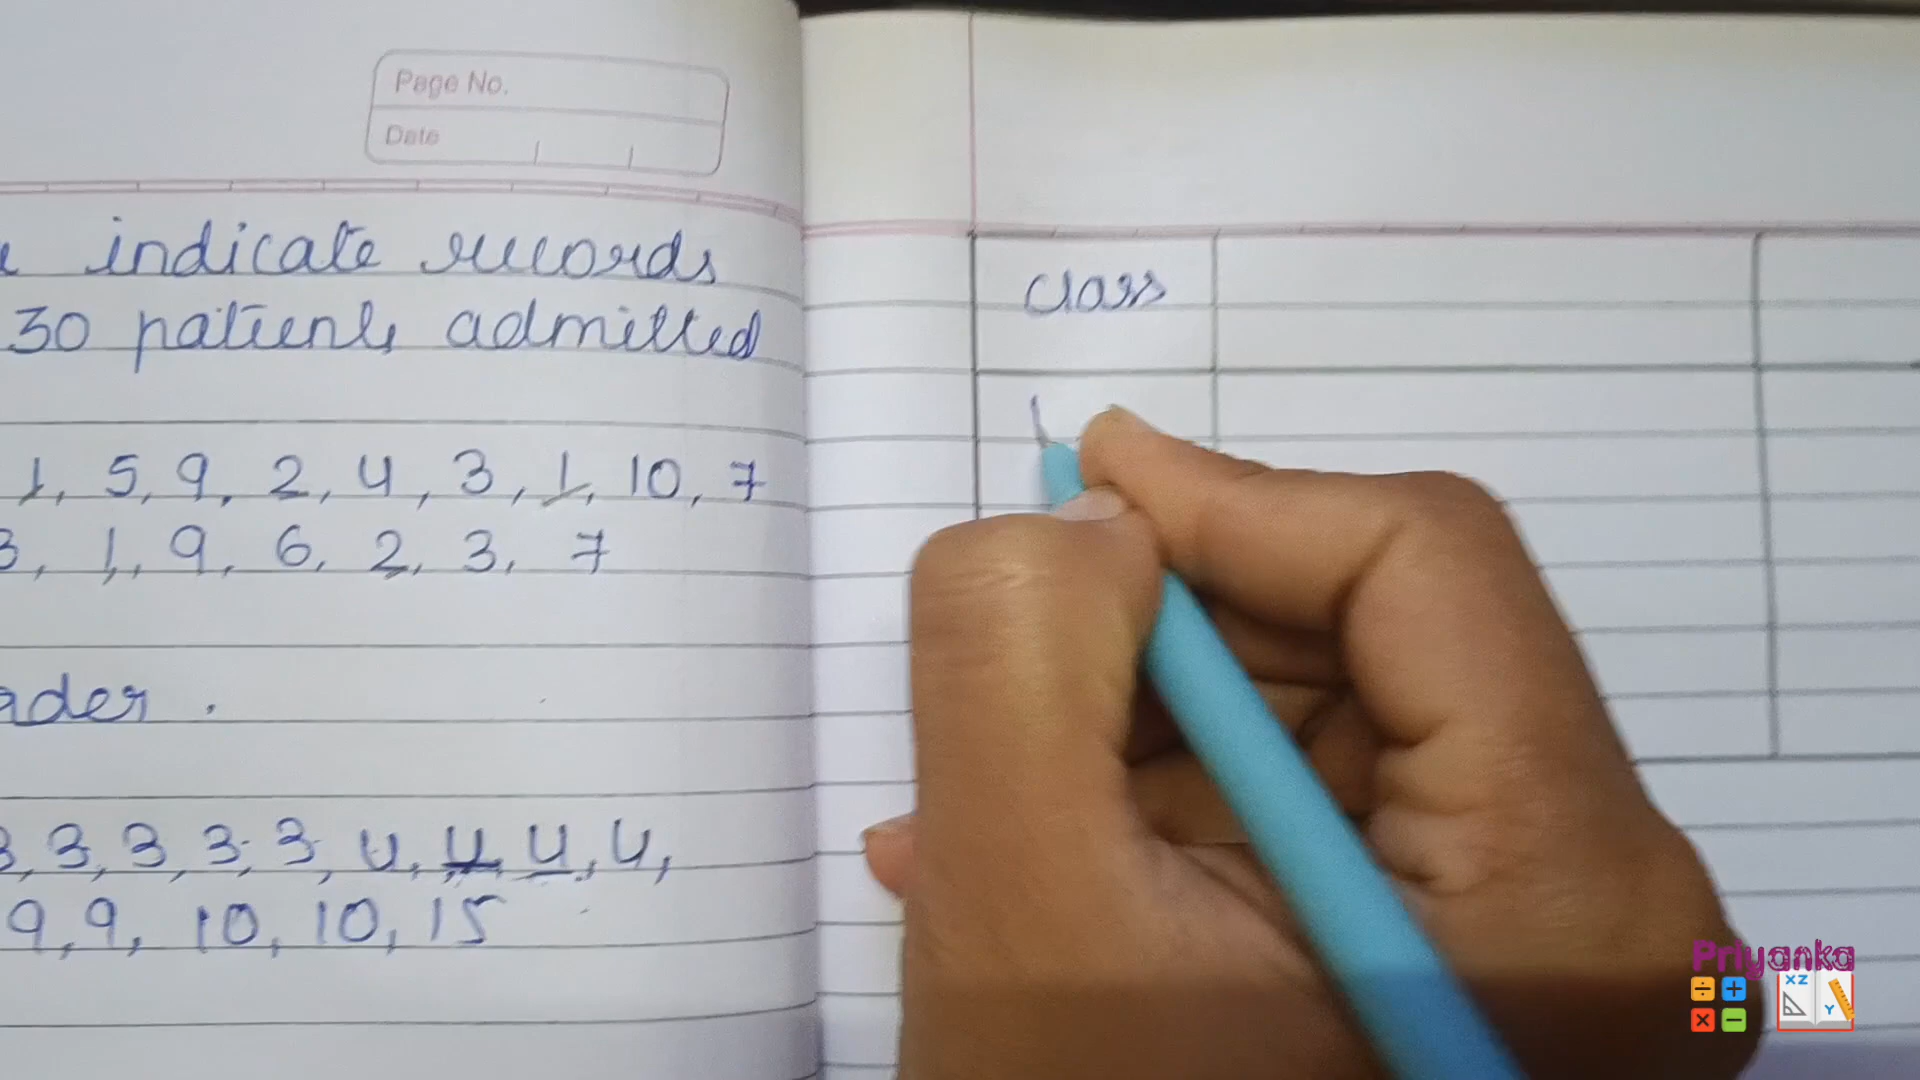 Page No.
Date
indicate records
30 patients admitted
1, 5, 9, 2, 4, 3, 1, 10, 7
3, 1, 9, 6, 2, 3, 7
ader.
3, 3, 3, 3, 3, 4, 4, 4, 4,
9, 9, 10, 10, 15
Class
Priyanka
XZ
Y